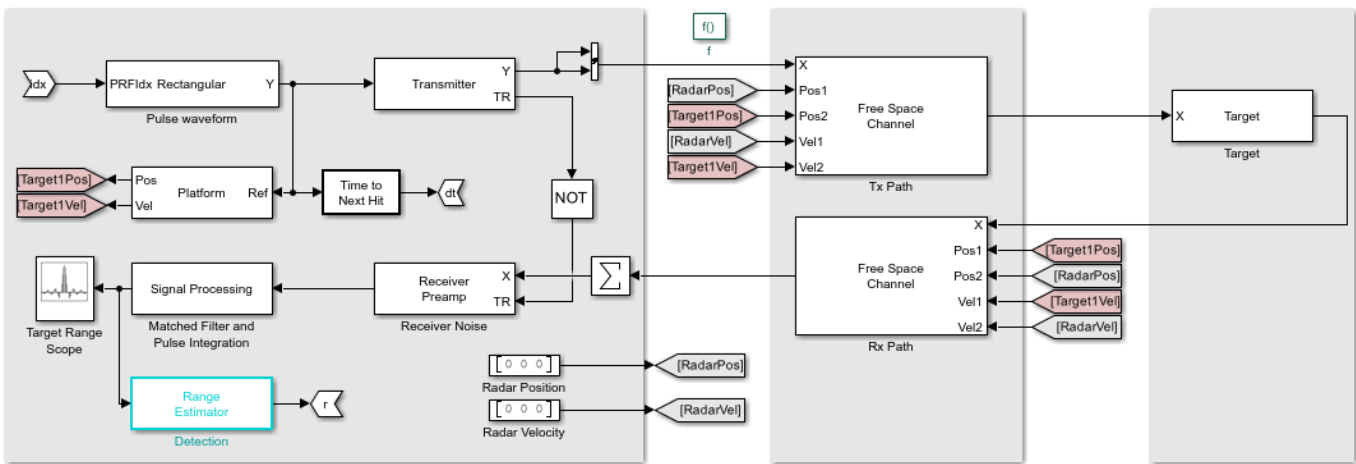 f()
f
idx
PRFIdx Rectangular Y
Pulse waveform
Transmitter
Y
TR
[Target1Pos]
[Target1Vel]
Pos
Vel
Platform
Ref
Time to
Next Hit
dt
NOT
[RadarPos]
[Target1Pos]
[RadarVel]
[Target1Vel]
X
Pos1
Pos2
Vel1
Vel2
Free Space
Channel
Tx Path
X Target
Target
Target Range
Scope
Signal Processing
Matched Filter and
Pulse Integration
Receiver
Preamp
X
TR
Receiver Noise
Σ
Free Space
Channel
X
Pos1
Pos2
Vel1
Vel2
Rx Path
[Target1Pos]
[RadarPos]
[Target1Vel]
[RadarVel]
Range
Estimator
Detection
r
[0 0 0]
Radar Position
[RadarPos]
[0 0 0]
Radar Velocity
[RadarVel]